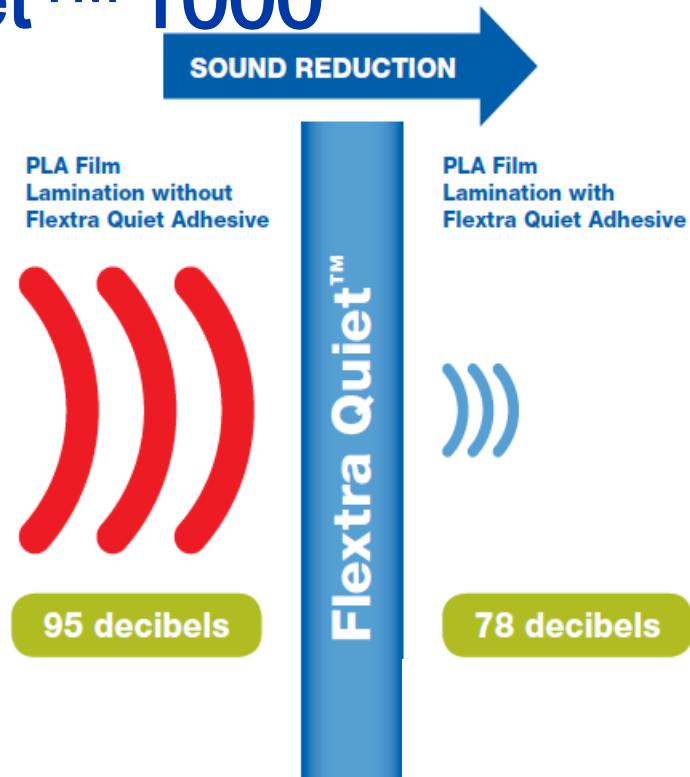 1000
SOUND REDUCTION
PLA Film
Lamination without
Flextra Quiet Adhesive
PLA Film
Lamination with
Flextra Quiet Adhesive
Flextra Quiet™
95 decibels
78 decibels